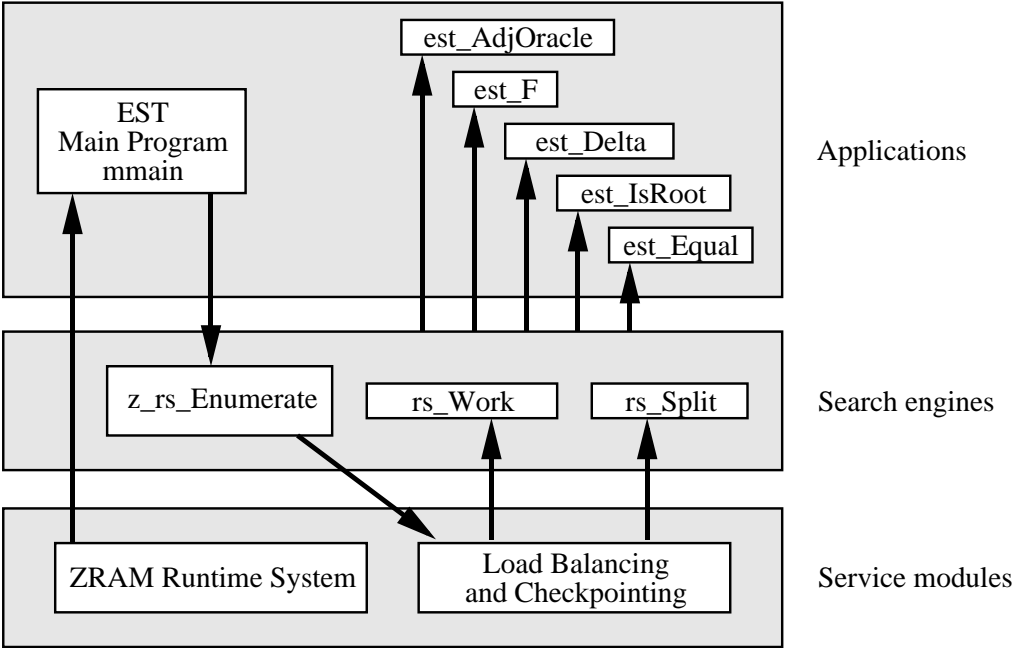 est_AdjOracle
est_F
EST
Main Program
mmain
est_Delta
Applications
est_IsRoot
est_Equal
z_rs_Enumerate
rs_Work
rs_Split
Search engines
ZRAM Runtime System
Load Balancing
and Checkpointing
Service modules